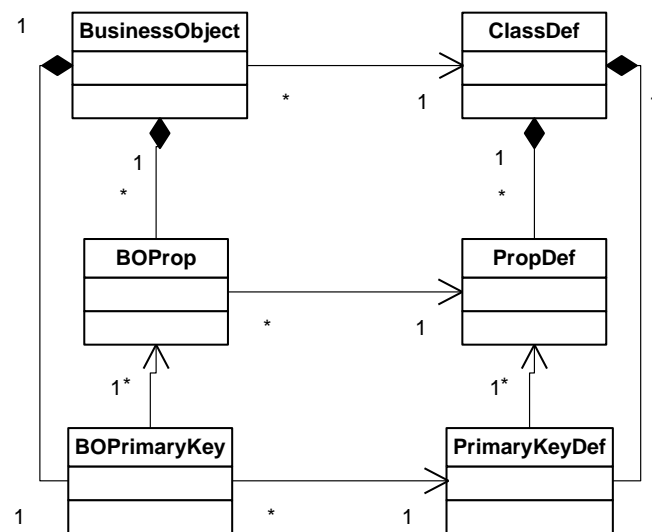 1
BusinessObject
ClassDef
* 1
1 1
* *
BOProp
PropDef
* 1
1* 1*
BOPrimaryKey
PrimaryKeyDef
1 * 1